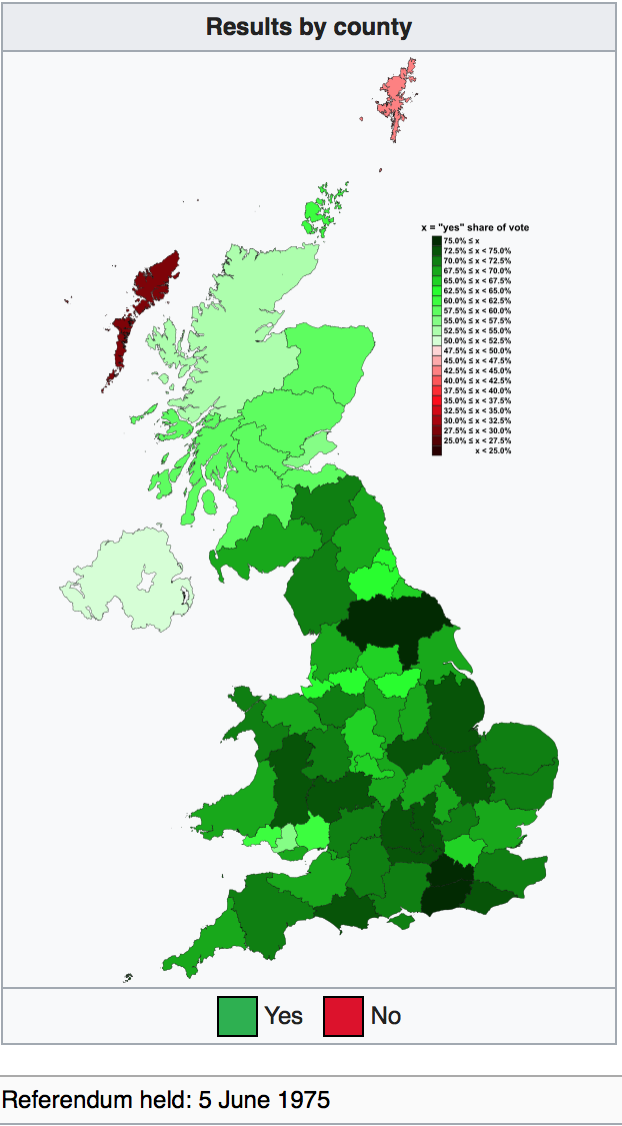 Results by county
x = "yes" share of vote
75.0% ≤ x
72.5% ≤ x < 75.0%
70.0% ≤ x < 72.5%
67.5% ≤ x < 70.0%
65.0% ≤ x < 67.5%
62.5% ≤ x < 65.0%
60.0% ≤ x < 62.5%
57.5% ≤ x < 60.0%
55.0% ≤ x < 57.5%
52.5% ≤ x < 55.0%
50.0% ≤ x < 52.5%
47.5% ≤ x < 50.0%
45.0% ≤ x < 47.5%
42.5% ≤ x < 45.0%
40.0% ≤ x < 42.5%
37.5% ≤ x < 40.0%
35.0% ≤ x < 37.5%
32.5% ≤ x < 35.0%
30.0% ≤ x < 32.5%
27.5% ≤ x < 30.0%
25.0% ≤ x < 27.5%
x < 25.0%
Yes No
Referendum held: 5 June 1975